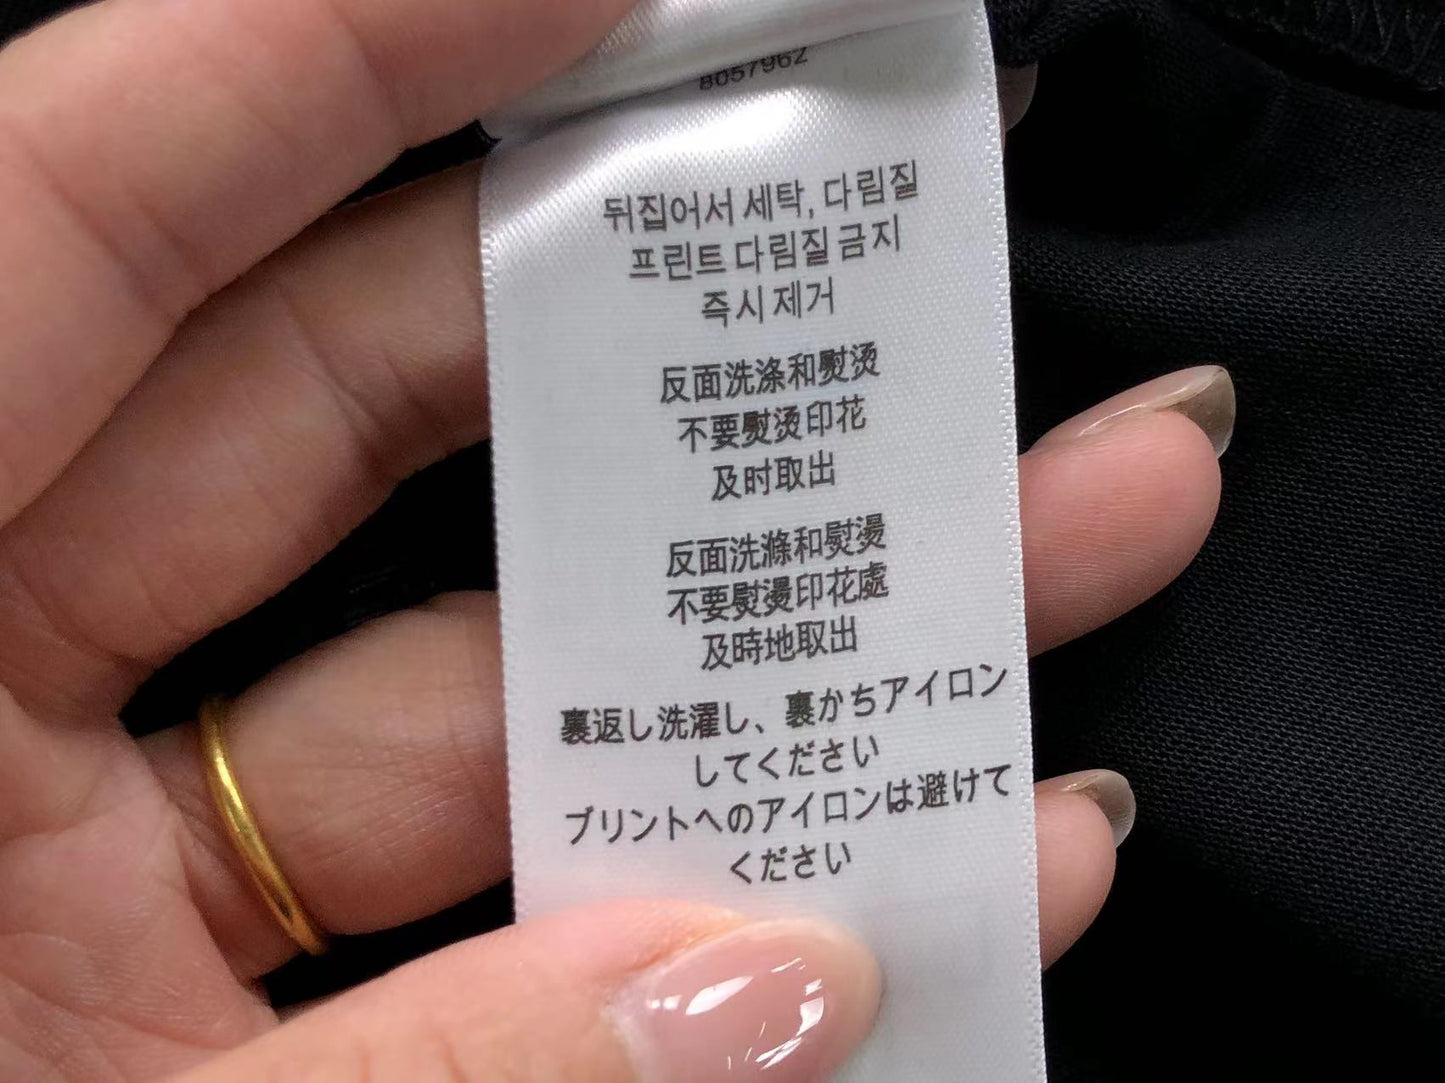 8057962
뒤집어서 세탁, 다림질
프린트 다림질 금지
즉시 제거
反面洗涤和熨烫
不要熨烫印花
及时取出
反面洗滌和熨燙
不要熨燙印花處
及時地取出
裏返し洗濯し、裏かちアイロン
してください
ブリントへのアイロンは避けて
ください